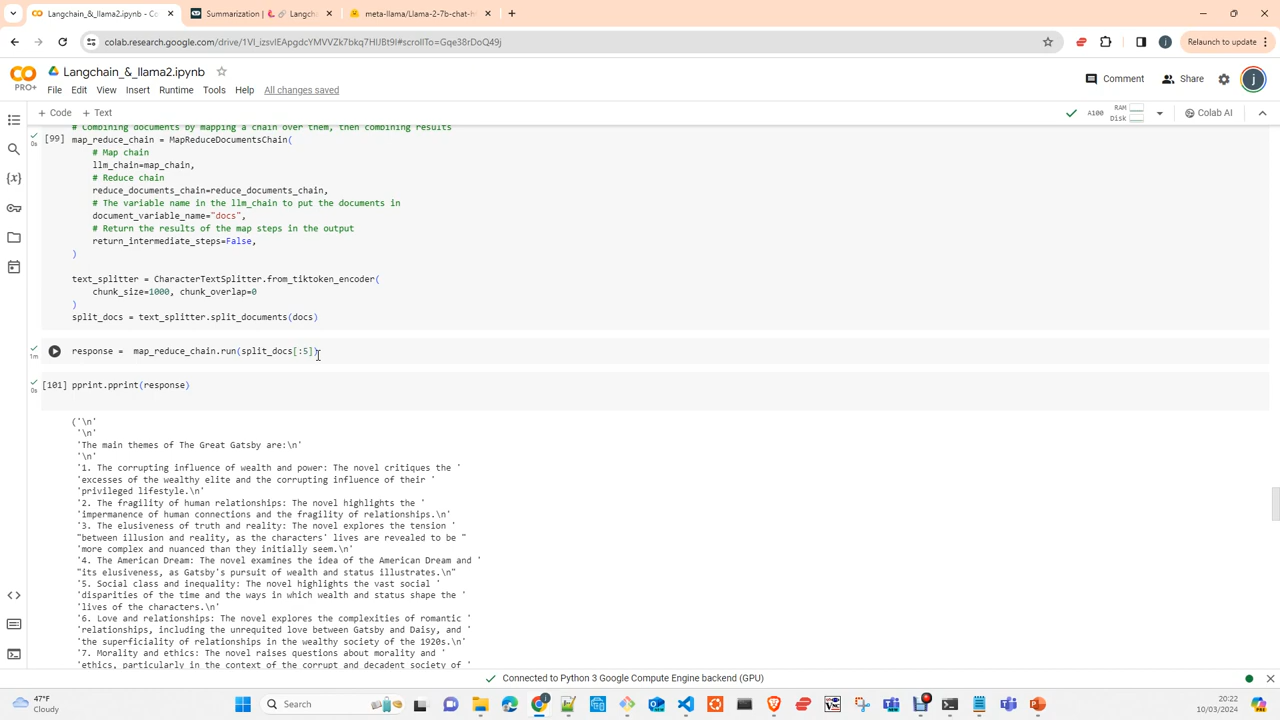 Langchain_&_llama2.ipynb - Co
Summarization | Langch
meta-llama/Llama-2-7b-chat-h
Relaunch to update
PRO+
Langchain_&_llama2.ipynb
Comment
Share
j
File Edit View Insert Runtime Tools Help All changes saved
+ Code + Text
A100
RAM
Disk
Colab AI
# Combining documents by mapping a chain over them, then combining results
[99] map_reduce_chain = MapReduceDocumentsChain(
0s
# Map chain
llm_chain=map_chain,
# Reduce chain
reduce_documents_chain=reduce_documents_chain,
# The variable name in the llm_chain to put the documents in
document_variable_name="docs",
# Return the results of the map steps in the output
return_intermediate_steps=False,
)
text_splitter = CharacterTextSplitter.from_tiktoken_encoder(
chunk_size=1000, chunk_overlap=0
)
split_docs = text_splitter.split_documents(docs)
response = map_reduce_chain.run(split_docs[:5])
1m
[101] pprint.pprint(response)
0s
('\n'
'\n'
'The main themes of The Great Gatsby are:\n'
'\n'
'1. The corrupting influence of wealth and power: The novel critiques the '
'excesses of the wealthy elite and the corrupting influence of their '
'privileged lifestyle.\n'
'2. The fragility of human relationships: The novel highlights the '
'impermanence of human connections and the fragility of relationships.\n'
'3. The elusiveness of truth and reality: The novel explores the tension '
"between illusion and reality, as the characters' lives are revealed to be "
'more complex and nuanced than they initially seem.\n'
'4. The American Dream: The novel examines the idea of the American Dream and '
"its elusiveness, as Gatsby's pursuit of wealth and status illustrates.\n"
'5. Social class and inequality: The novel highlights the vast social '
'disparities of the time and the ways in which wealth and status shape the '
'lives of the characters.\n'
'6. Love and relationships: The novel explores the complexities of romantic '
'relationships, including the unrequited love between Gatsby and Daisy, and '
'the superficiality of relationships in the wealthy society of the 1920s.\n'
'7. Morality and ethics: The novel raises questions about morality and '
'ethics, particularly in the context of the corrupt and decadent society of '
Connected to Python 3 Google Compute Engine backend (GPU)
47°F
Cloudy
Search
20:22
10/03/2024